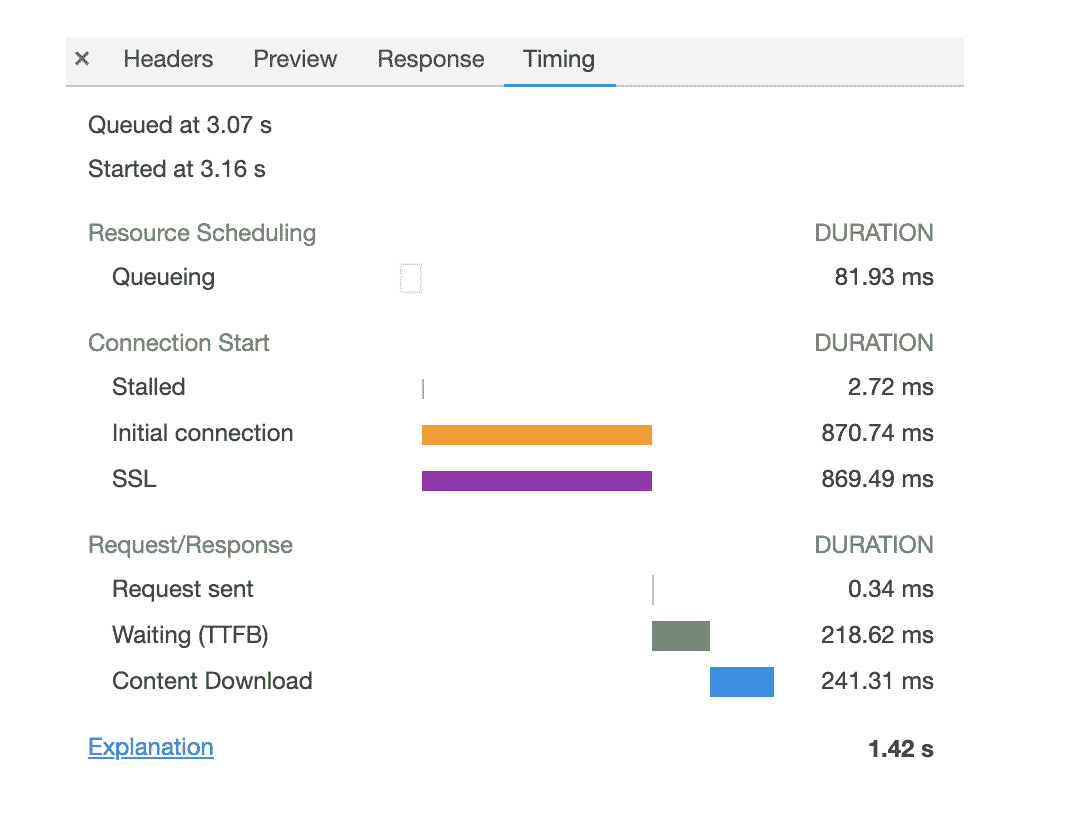 × Headers Preview Response Timing
Queued at 3.07 s
Started at 3.16 s
Resource Scheduling DURATION
Queueing 81.93 ms
Connection Start DURATION
Stalled 2.72 ms
Initial connection 870.74 ms
SSL 869.49 ms
Request/Response DURATION
Request sent 0.34 ms
Waiting (TTFB) 218.62 ms
Content Download 241.31 ms
Explanation 1.42 s